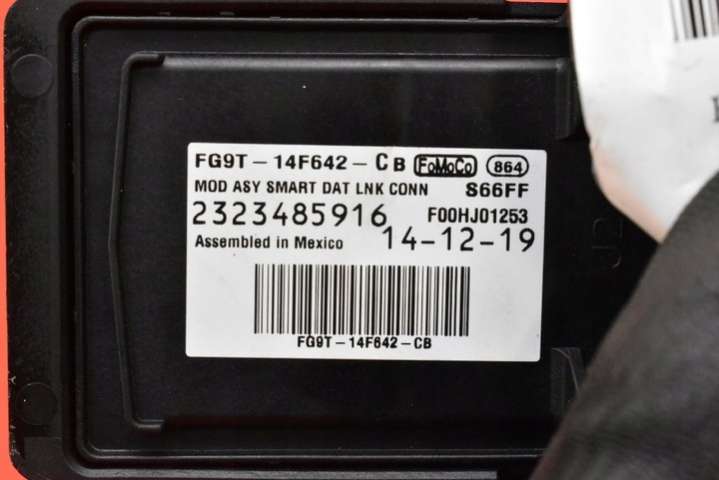 FG9T-14F642-CB FoMoCo 864
MOD ASY SMART DAT LNK CONN S66FF
2323485916 F00HJ01253
Assembled in Mexico 14-12-19
FG9T-14F642-CB